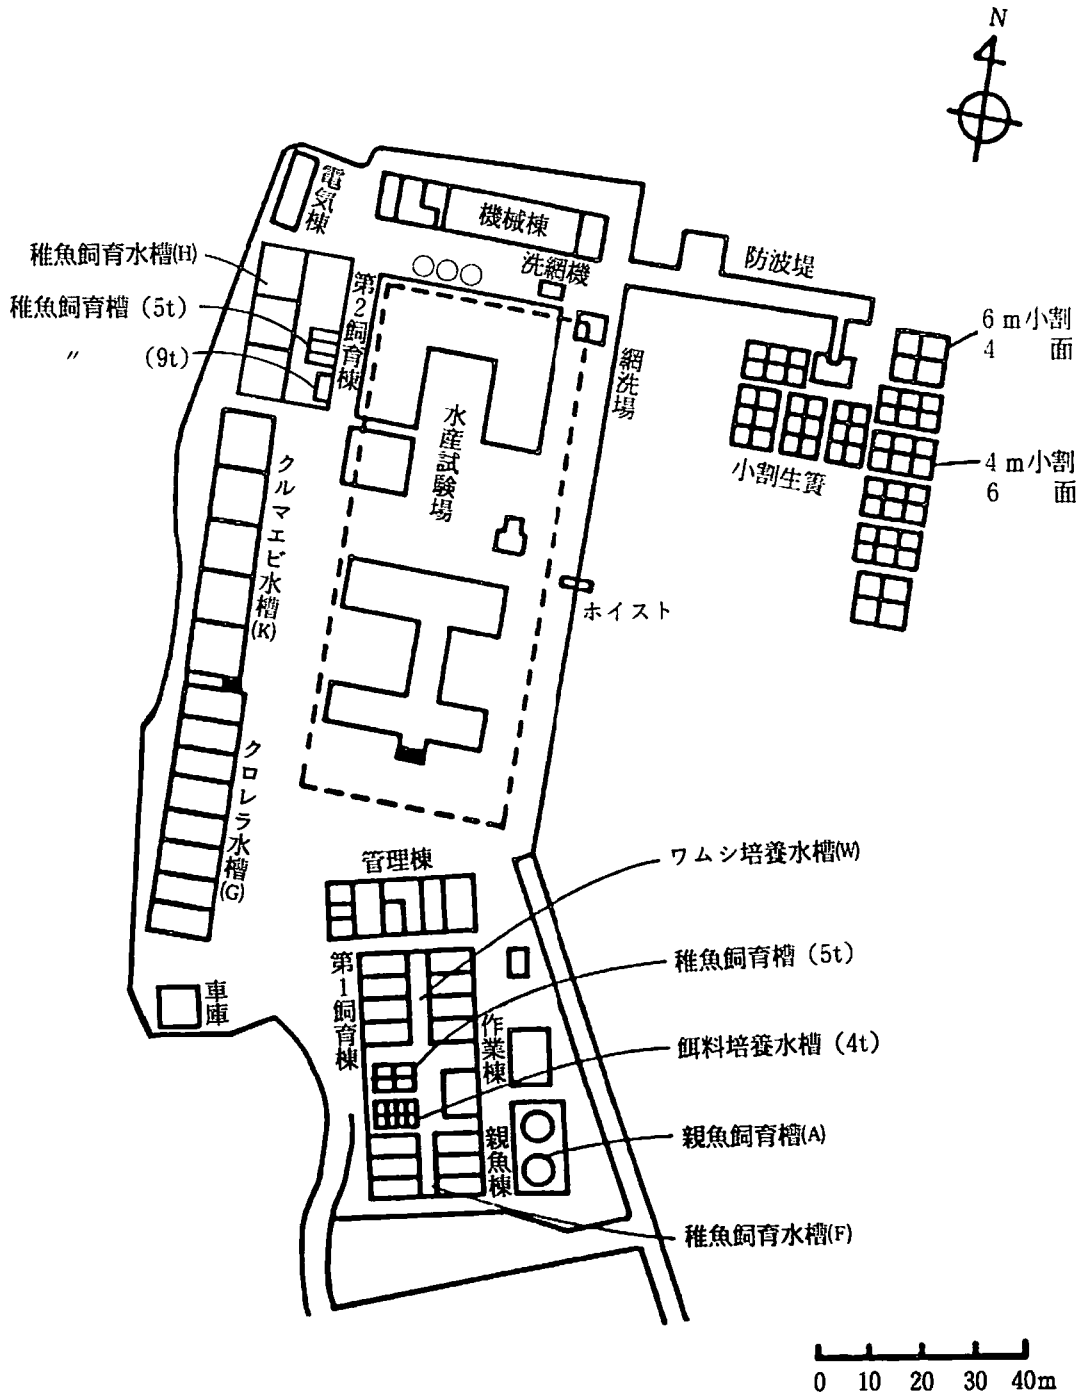 N
電気棟
機械棟
洗網機
防波堤
稚魚飼育水槽(H)
稚魚飼育槽 (5t)
〃 (9t)
第2飼育棟
6m小割
4 面
網洗場
水産試験場
小割生簀
4m小割
6 面
クルマエビ水槽(K)
ホイスト
クロレラ水槽(G)
管理棟
ワムシ培養水槽(W)
第1飼育棟
稚魚飼育槽 (5t)
車庫
作業棟
餌料培養水槽 (4t)
親魚棟
親魚飼育槽(A)
稚魚飼育水槽(F)
0 10 20 30 40m